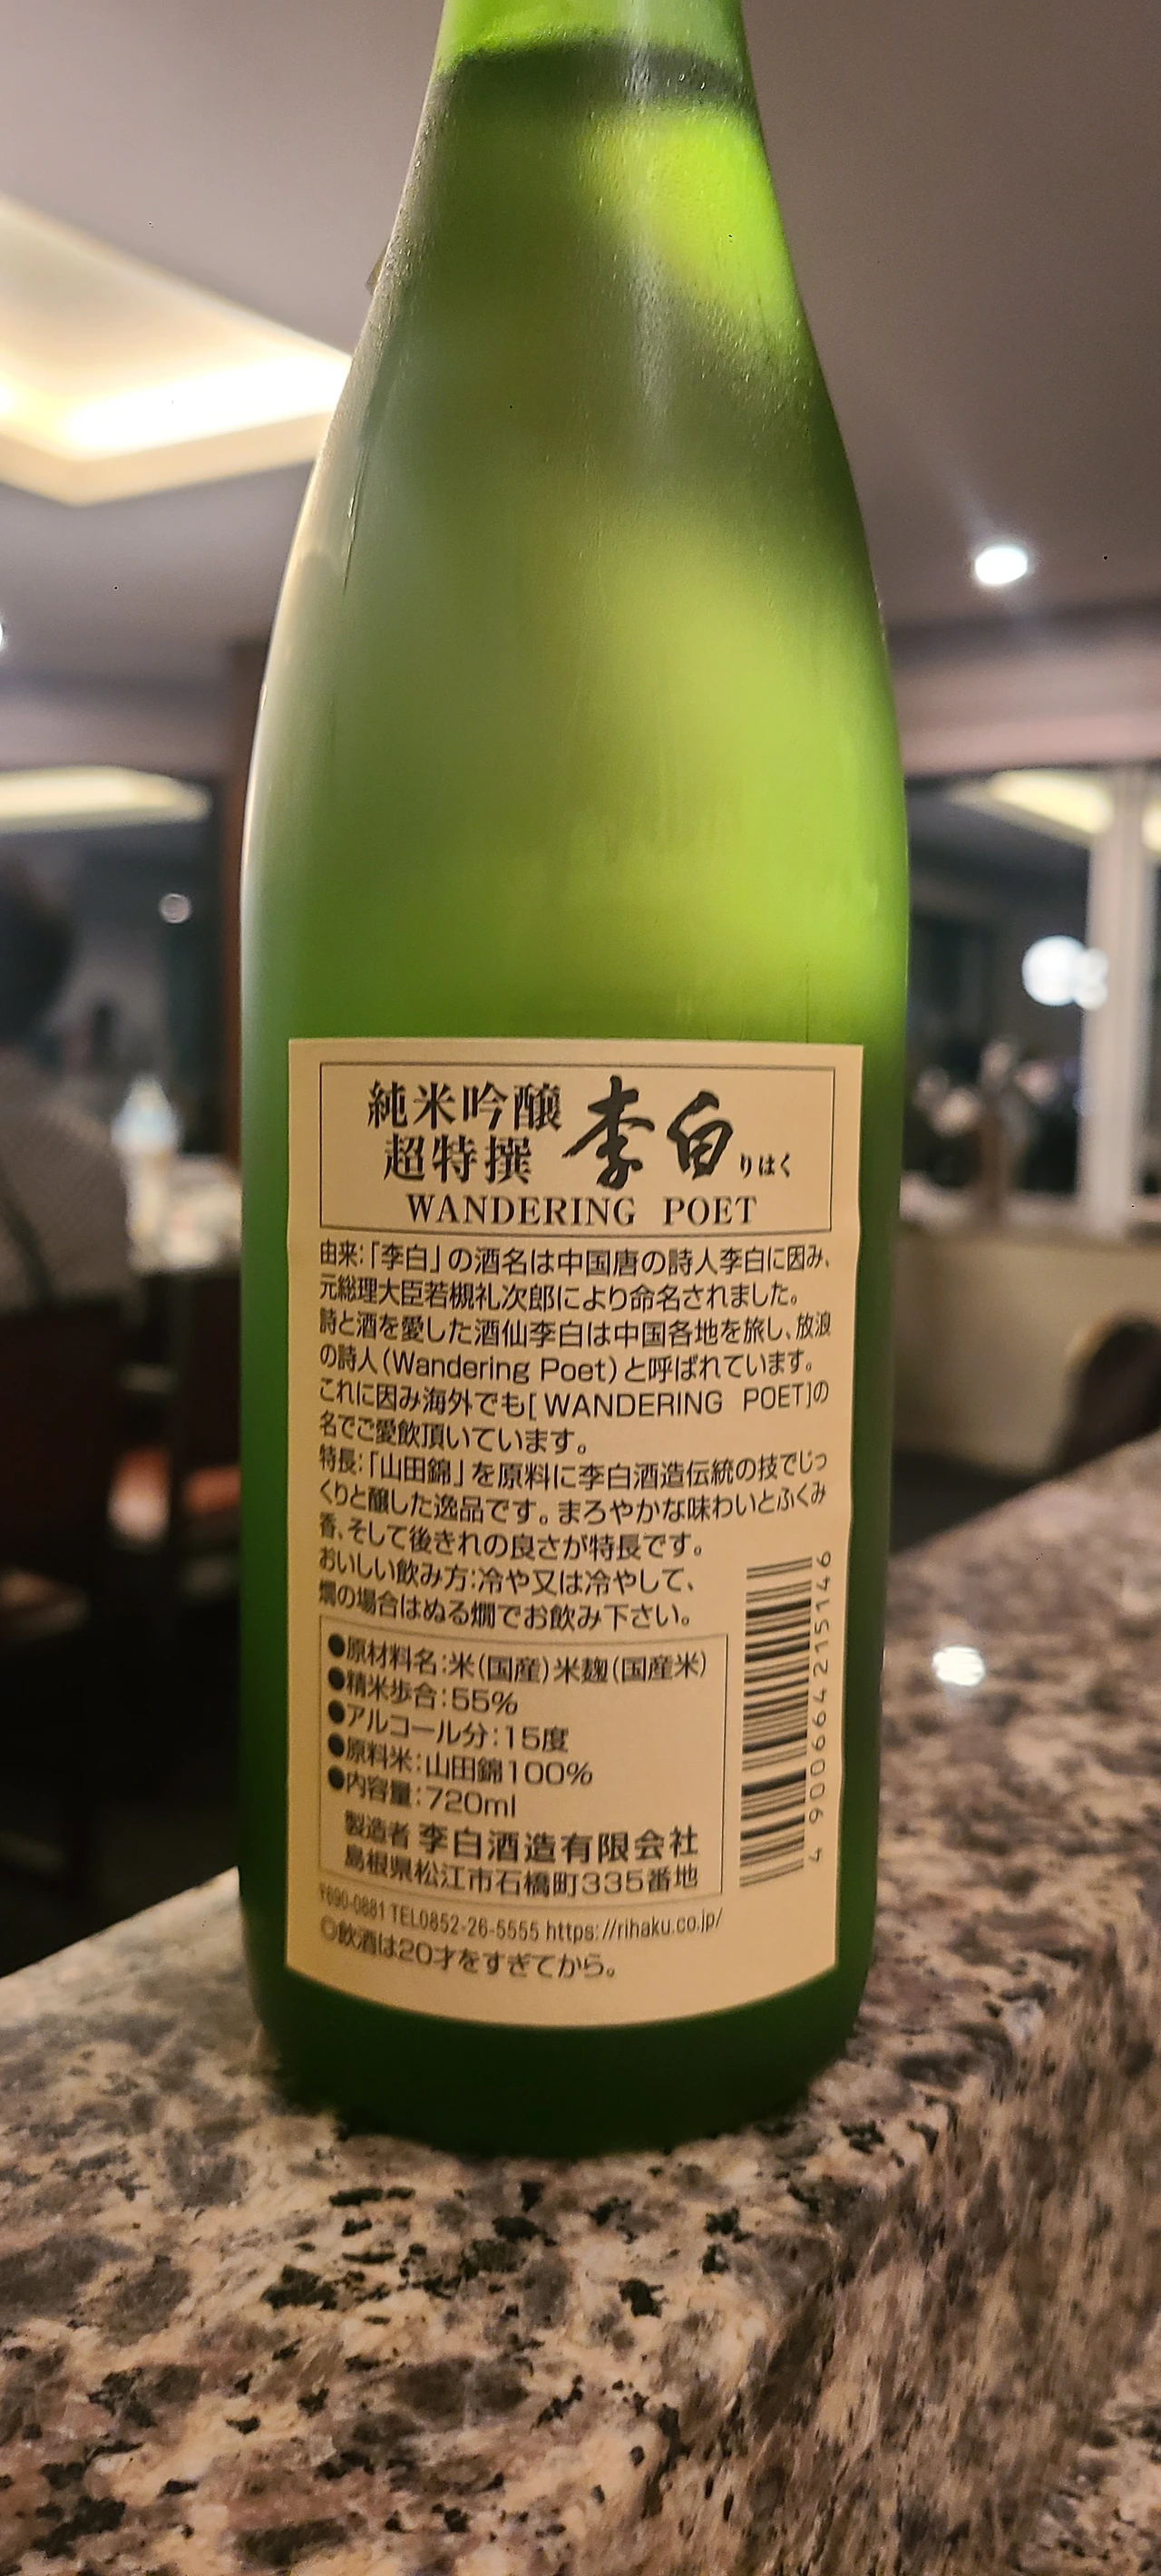 純米吟醸
超特撰
李白 りはく
WANDERING POET
由来:「李白」の酒名は中国唐の詩人李白に因み、
元総理大臣若槻礼次郎により命名されました。
詩と酒を愛した酒仙李白は中国各地を旅し、放浪
の詩人(Wandering Poet)と呼ばれています。
これに因み海外でも[ WANDERING POET]の
名でご愛飲頂いています。
特長:「山田錦」を原料に李白酒造伝統の技でじっ
くりと醸した逸品です。まろやかな味わいとふくみ
香、そして後きれの良さが特長です。
おいしい飲み方:冷や又は冷やして、
燗の場合はぬる燗でお飲み下さい。
●原材料名:米(国産)米麹(国産米)
●精米歩合:55%
●アルコール分:15度
●原料米:山田錦100%
●内容量:720ml
製造者 李白酒造有限会社
島根県松江市石橋町335番地
〒690-0881 TEL0852-26-5555 https://rihaku.co.jp/
◎飲酒は20才をすぎてから。
4900664215146